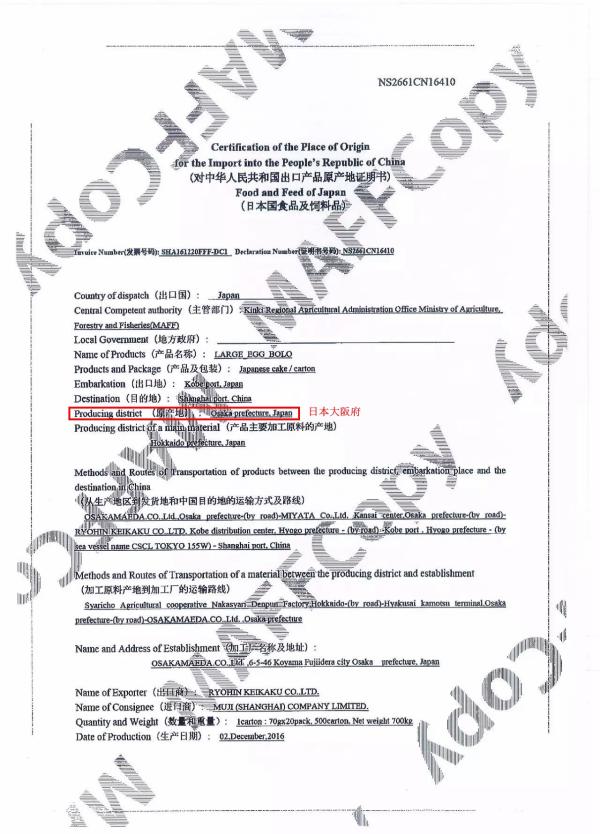 NS2661CN16410
Certification of the Place of Origin
for the Import into the People's Republic of China
(对中华人民共和国出口产品原产地证明书)
Food and Feed of Japan
(日本国食品及饲料品)
Invoice Number(发票号码): SHA161220FFF-DC1 Declaration Number(证明书号码): NS2661CN16410
Country of dispatch (出口国): Japan
Central Competent authority (主管部门): Kinki Regional Agricultural Administration Office Ministry of Agriculture,
Forestry and Fisheries(MAFF)
Local Government (地方政府):
Name of Products (产品名称): LARGE_EGG_BOLO
Products and Package (产品及包装): Japanese cake / carton
Embarkation (出口地): Kobe port, Japan
Destination (目的地): Shanghai port, China
Producing district (原产地): Osaka prefecture, Japan 日本大阪府
Producing district of a main material (产品主要加工原料的产地)
Hokkaido prefecture, Japan
Methods and Routes of Transportation of products between the producing district, embarkation place and the
destination in China
(从生产地区到发货地和中国目的地的运输方式及路线)
OSAKAMAEDA.CO.,Ltd.,Osaka prefecture-(by road)-MIYATA Co.,Ltd. Kansai center,Osaka prefecture-(by road)-
RYOHIN KEIKAKU CO.,LTD. Kobe distribution center, Hyogo prefecture - (by road) -Kobe port , Hyogo prefecture - (by
sea vessel name CSCL TOKYO 155W) - Shanghai port, China
Methods and Routes of Transportation of a material between the producing district and establishment
(加工原料产地到加工厂的运输路线)
Syaricho Agricultural cooperative Nakasyari Denpun Factory,Hokkaido-(by road)-Hyakusai kamotsu terminal,Osaka
prefecture-(by road)-OSAKAMAEDA.CO.,Ltd. ,Osaka prefecture
Name and Address of Establishment (加工厂名称及地址):
OSAKAMAEDA.CO.,Ltd. ,6-5-46 Koyama Fujiidera city Osaka prefecture, Japan
Name of Exporter (出口商): RYOHIN KEIKAKU CO.,LTD.
Name of Consignee (进口商): MUJI (SHANGHAI) COMPANY LIMITED.
Quantity and Weight (数量和重量): 1carton : 70gx20pack, 500carton, Net weight 700kg
Date of Production (生产日期): 02,December,2016
MAFFCopy
MAFFCopy
MAFFCopy